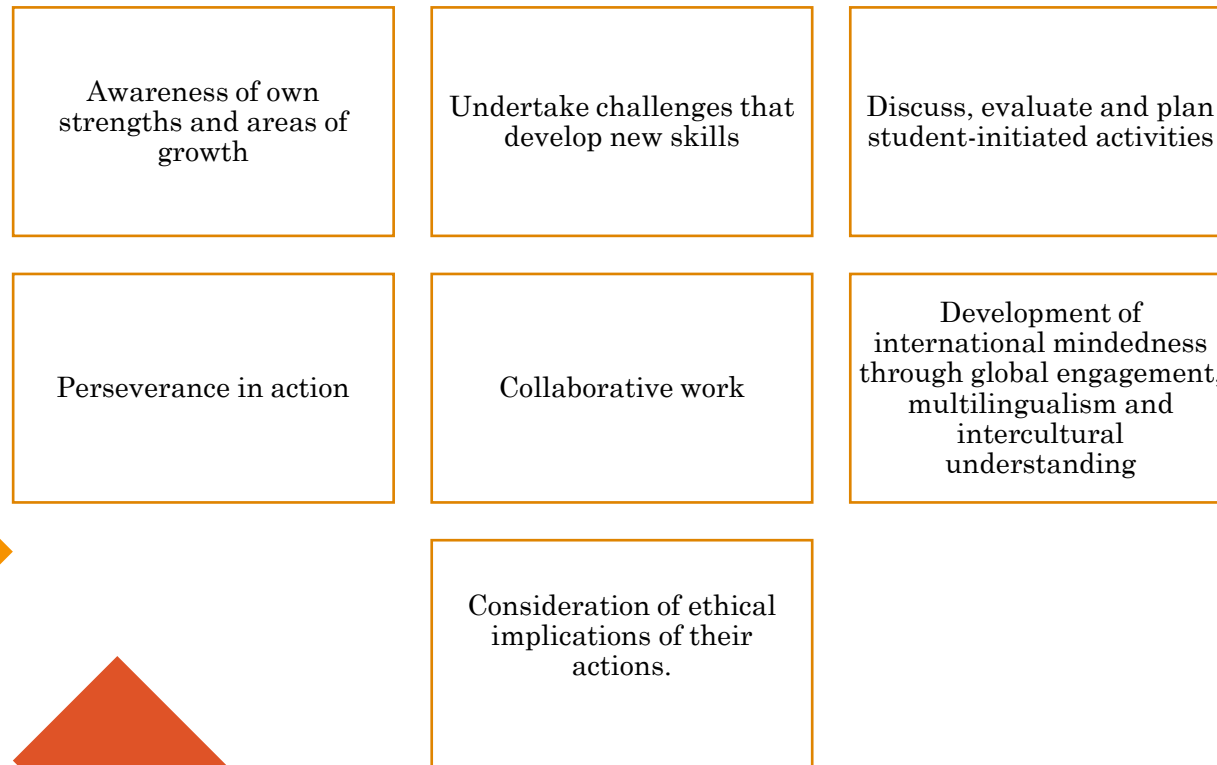 Awareness of own
strengths and areas of
growth
Undertake challenges that
develop new skills
Discuss, evaluate and plan
student-initiated activities
Perseverance in action
Collaborative work
Development of
international mindedness
through global engagement,
multilingualism and
intercultural
understanding
Consideration of ethical
implications of their
actions.